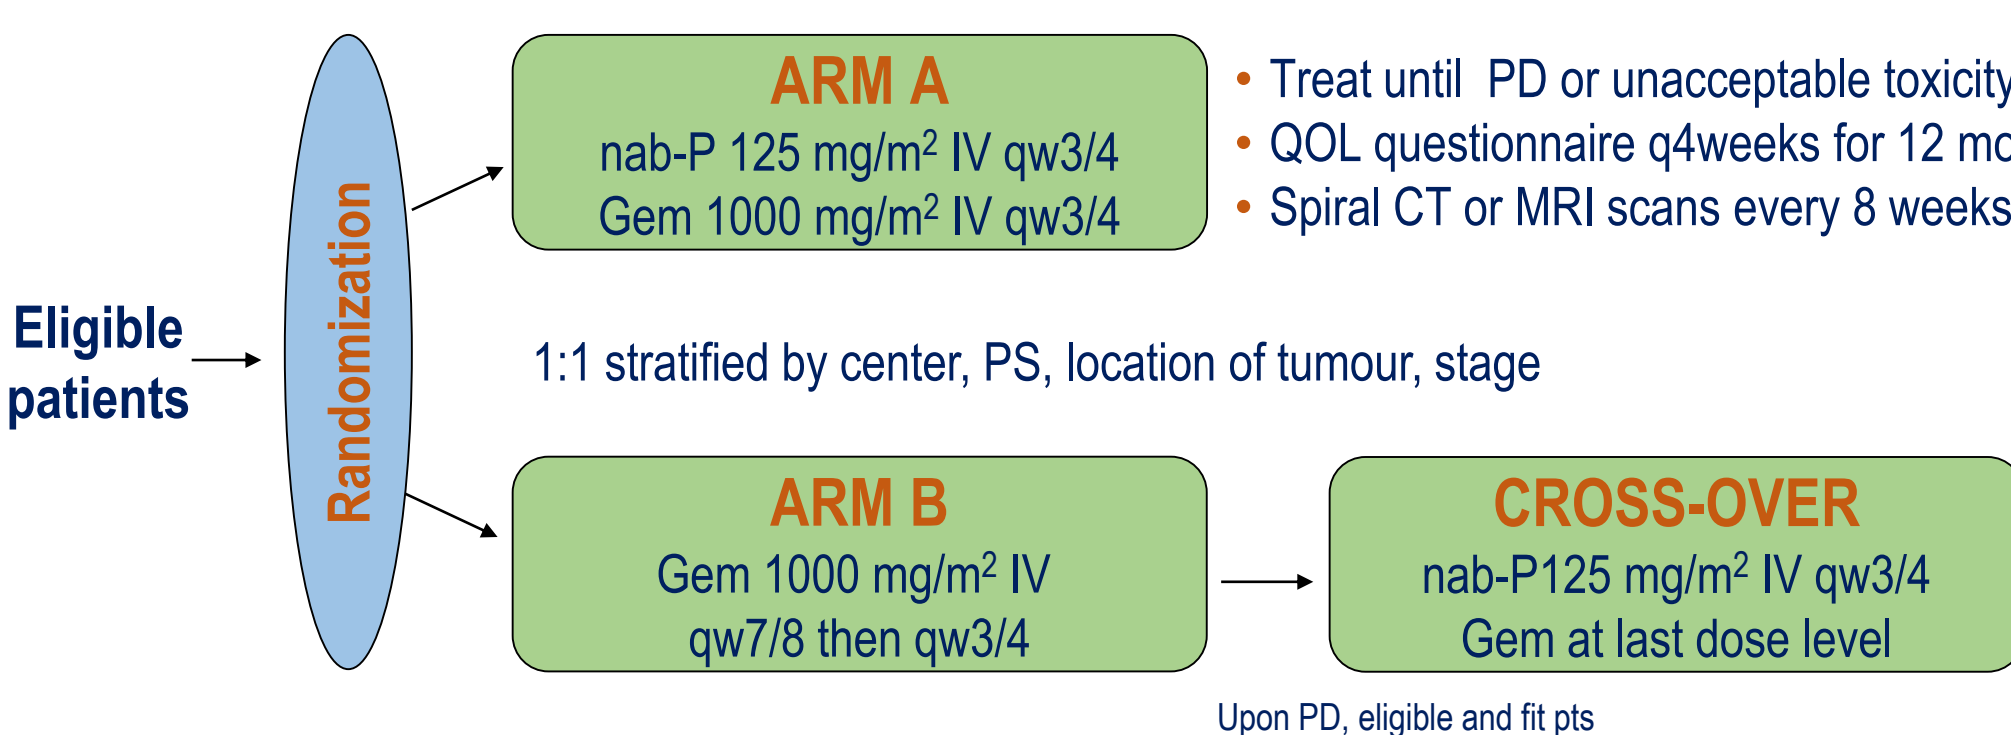 ARM A
nab-P 125 mg/m² IV qw3/4
Gem 1000 mg/m² IV qw3/4
• Treat until PD or unacceptable toxicity
• QOL questionnaire q4weeks for 12 mo
• Spiral CT or MRI scans every 8 weeks
Randomization
Eligible
patients
1:1 stratified by center, PS, location of tumour, stage
ARM B
Gem 1000 mg/m² IV
qw7/8 then qw3/4
CROSS-OVER
nab-P125 mg/m² IV qw3/4
Gem at last dose level
Upon PD, eligible and fit pts